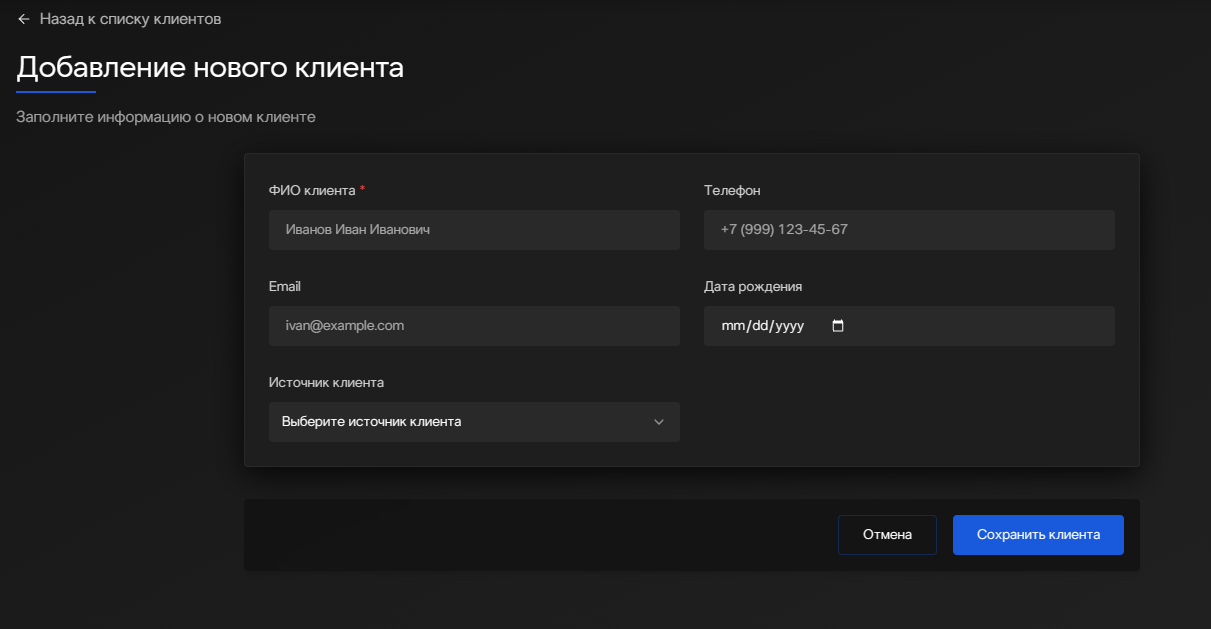 Назад к списку клиентов
Добавление нового клиента
Заполните информацию о новом клиенте
ФИО клиента *
Телефон
Иванов Иван Иванович
+7 (999) 123-45-67
Email
Дата рождения
ivan@example.com
mm/dd/yyyy
Источник клиента
Выберите источник клиента
Отмена
Сохранить клиента